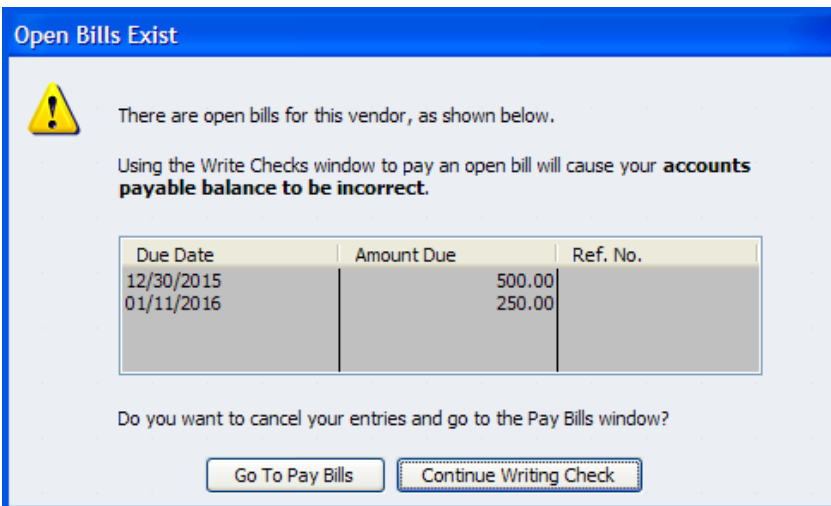 Open Bills Exist
There are open bills for this vendor, as shown below.
Using the Write Checks window to pay an open bill will cause your accounts
payable balance to be incorrect.
Due Date Amount Due Ref. No.
12/30/2015 500.00
01/11/2016 250.00
Do you want to cancel your entries and go to the Pay Bills window?
Go To Pay Bills Continue Writing Check